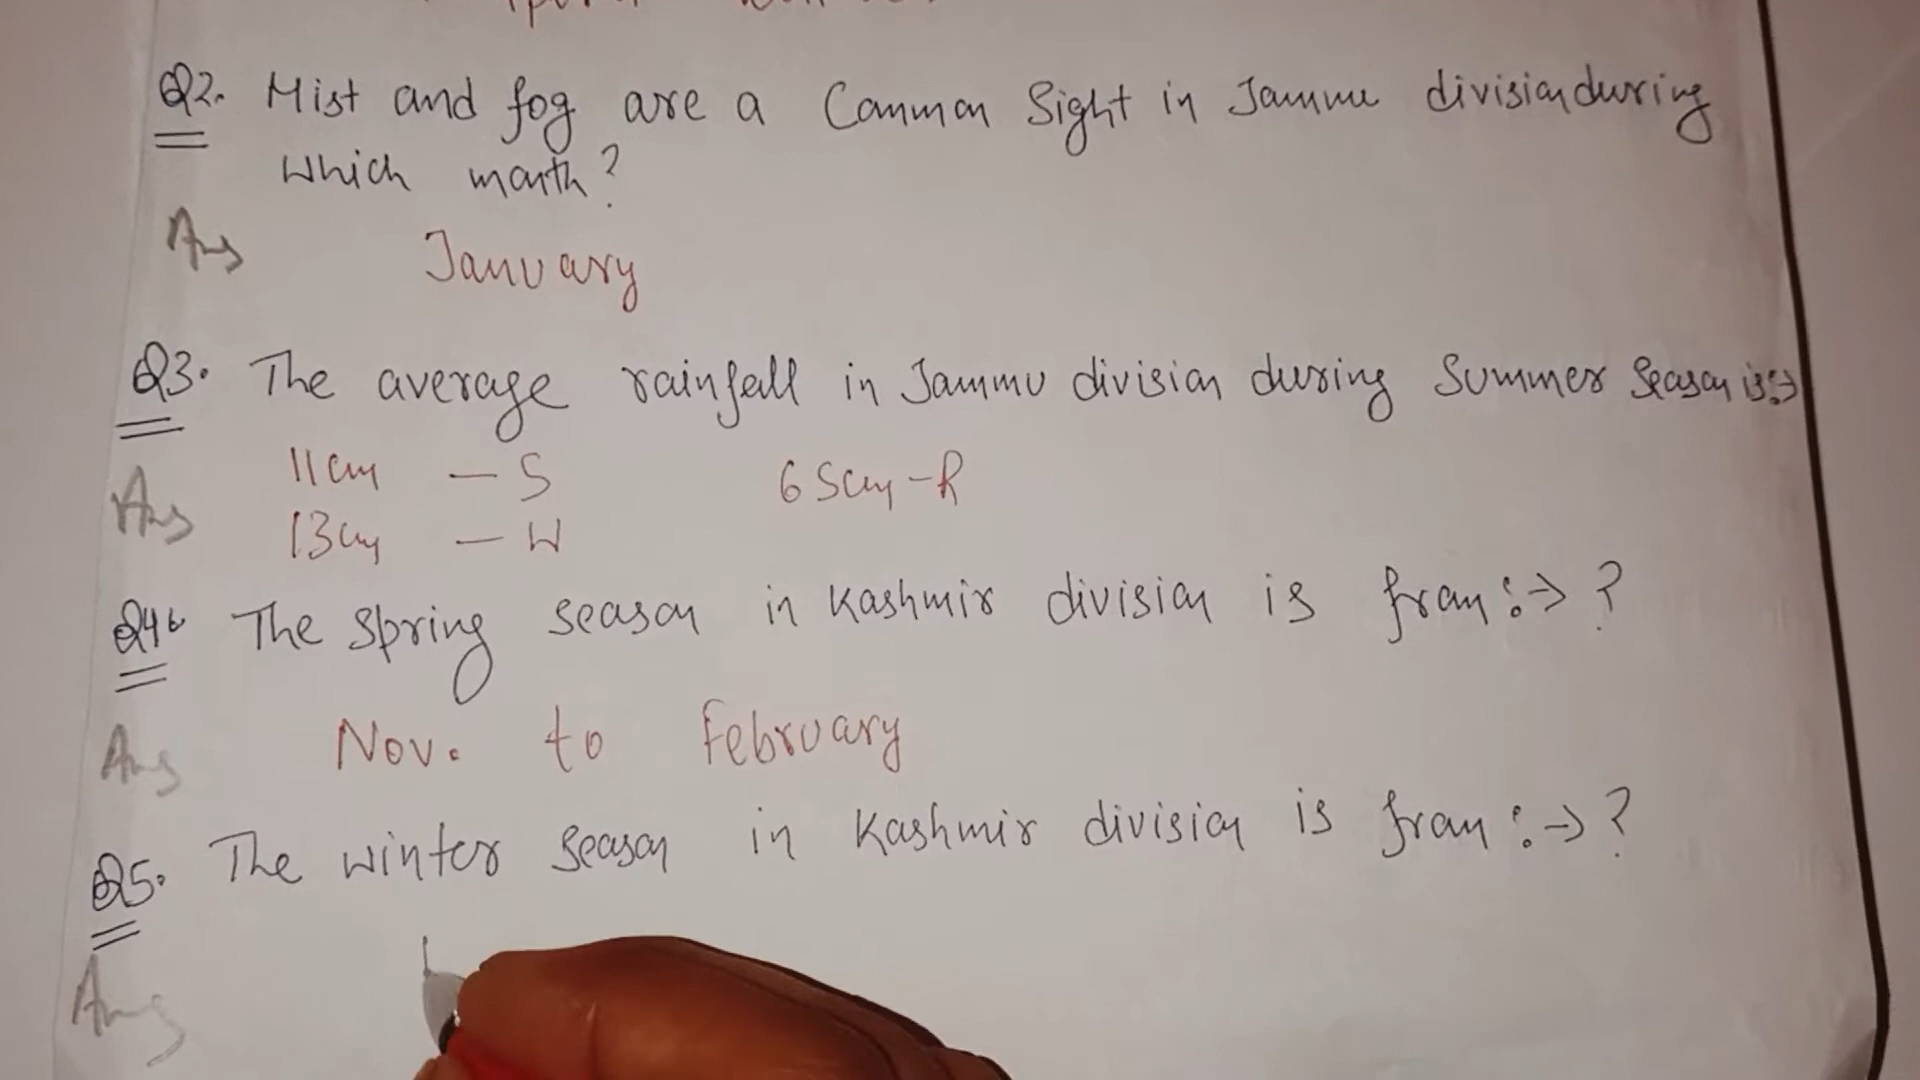 Q2. Mist and fog are a Common Sight in Jammu division during
which month?
Ans January
Q3. The average rainfall in Jammu division during Summer Season is:→
Ans 11cm — S 65cm - R
13cm — W
Q4. The Spring season in Kashmir division is from :→ ?
Ans Nov. to February
Q5. The winter season in Kashmir division is from :→ ?
Ans